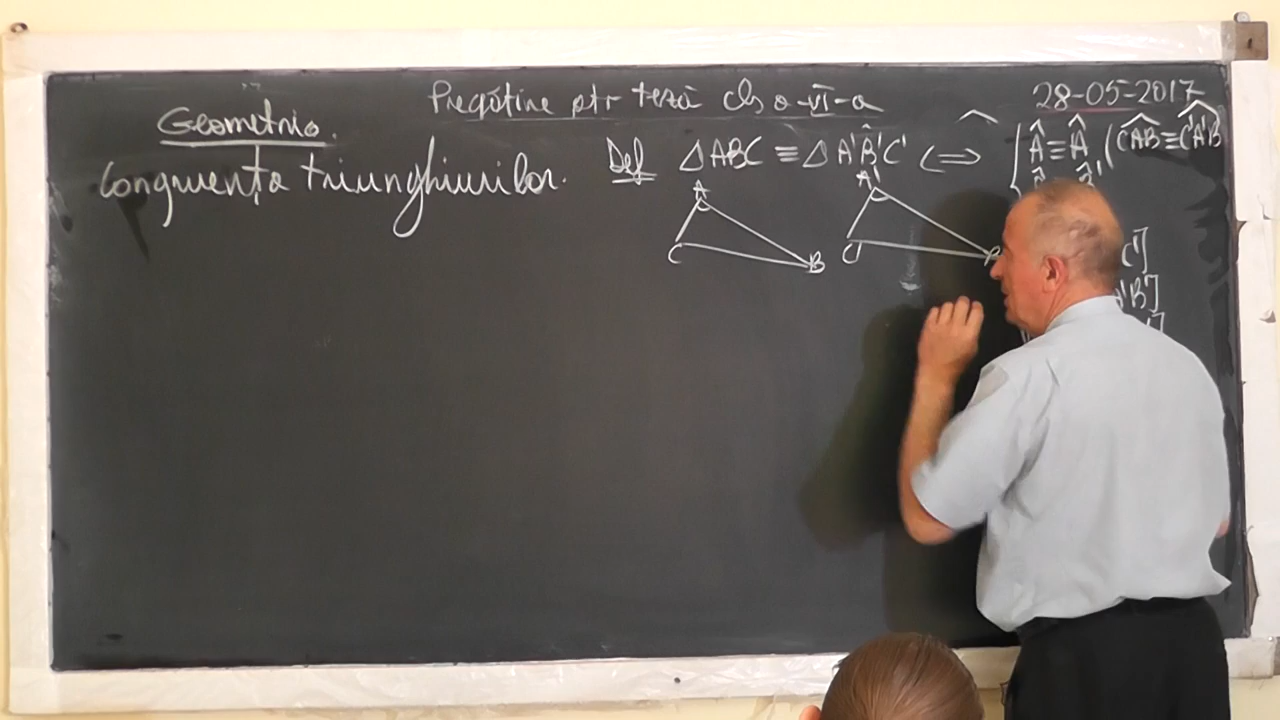 Pregătire ptr teză cls a-VI-a
28-05-2017
Geometrie.
Congruența triunghiurilor.
Def ΔABC ≡ ΔA'B'C' ⟺ { Â ≡ Â' (CAB ≡ C'A'B'
A A'
C B C'
C']
A'B']
']